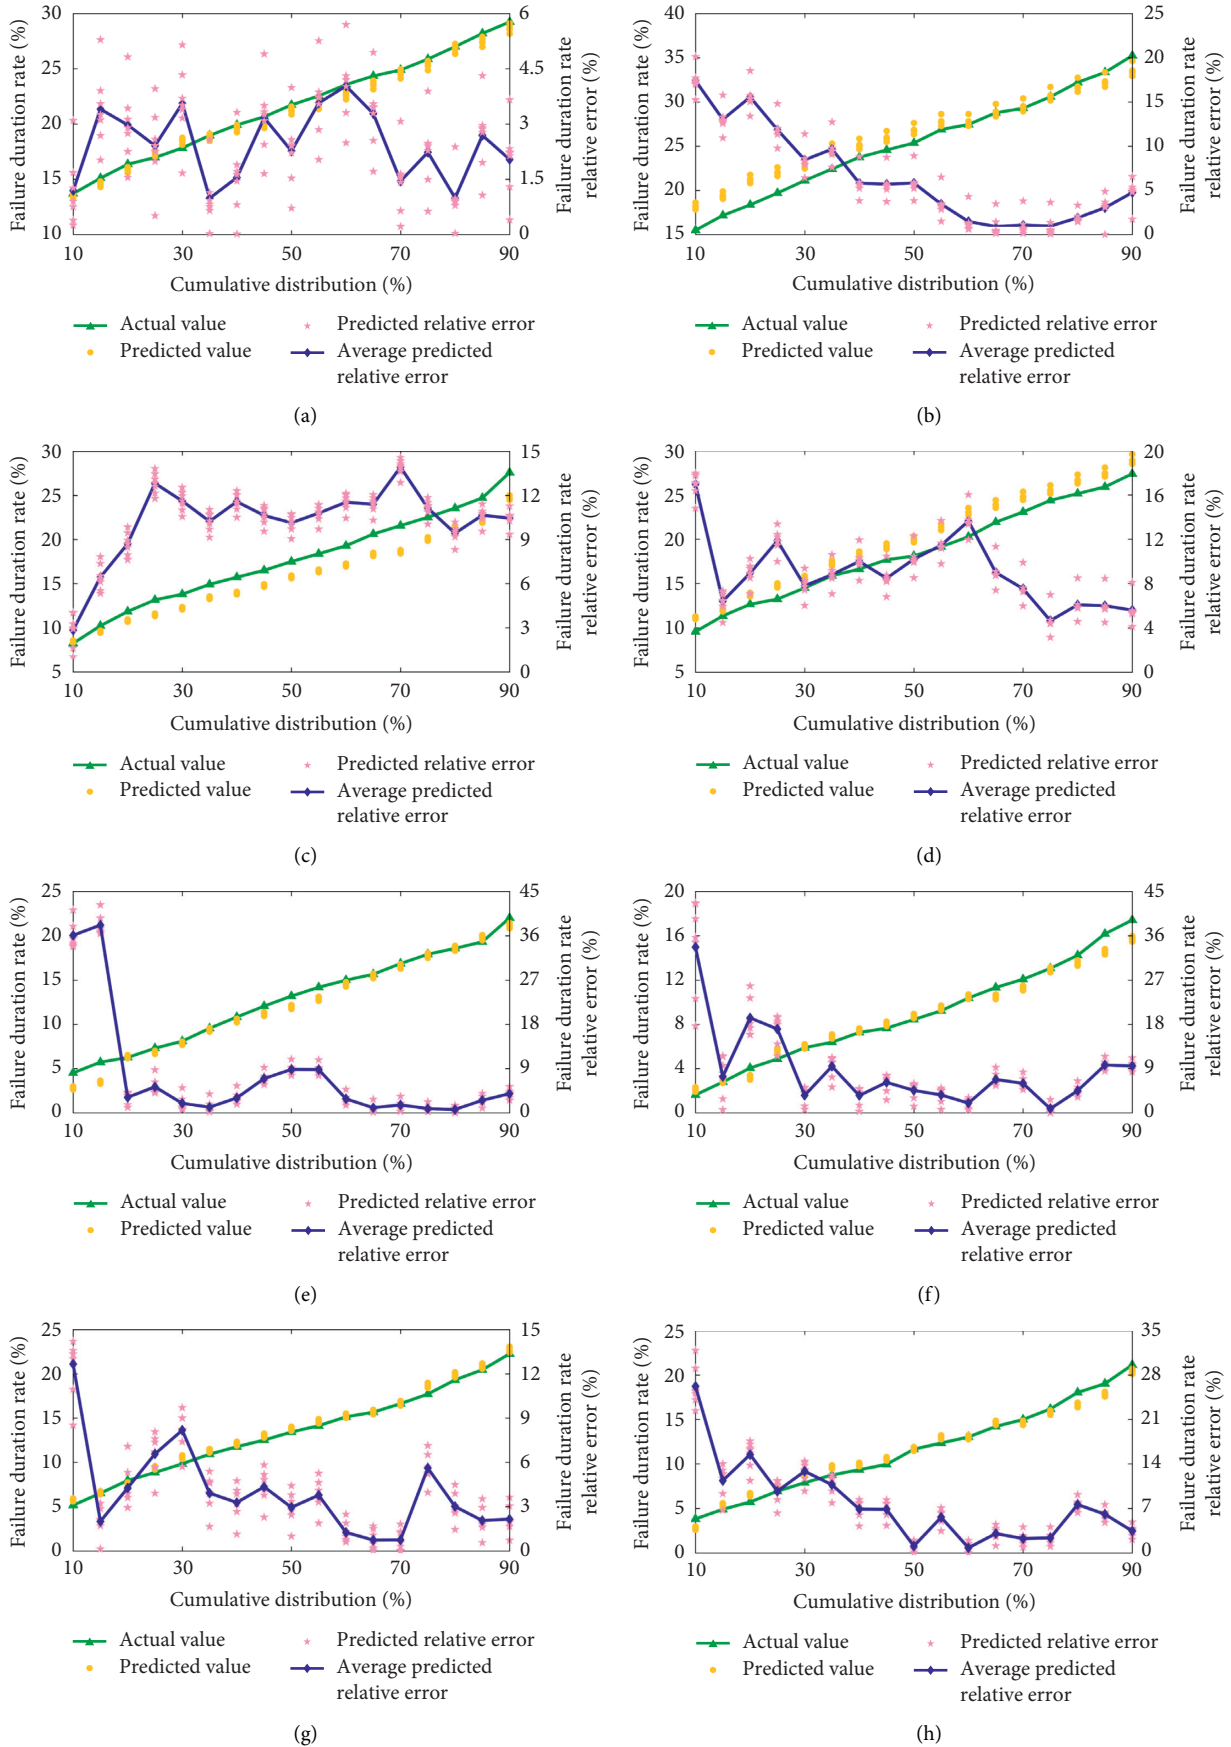 Failure duration rate (%)
30
25
20
15
10
6
4.5
3
1.5
0
Failure duration rate
relative error (%)
10 30 50 70 90
Cumulative distribution (%)
Actual value
Predicted value
Predicted relative error
Average predicted
relative error
(a)
Failure duration rate (%)
40
35
30
25
20
15
25
20
15
10
5
0
Failure duration rate
relative error (%)
10 30 50 70 90
Cumulative distribution (%)
Actual value
Predicted value
Predicted relative error
Average predicted
relative error
(b)
Failure duration rate (%)
30
25
20
15
10
5
15
12
9
6
3
0
Failure duration rate
relative error (%)
10 30 50 70 90
Cumulative distribution (%)
Actual value
Predicted value
Predicted relative error
Average predicted
relative error
(c)
Failure duration rate (%)
30
25
20
15
10
5
20
16
12
8
4
0
Failure duration rate
relative error (%)
10 30 50 70 90
Cumulative distribution (%)
Actual value
Predicted value
Predicted relative error
Average predicted
relative error
(d)
Failure duration rate (%)
25
20
15
10
5
0
45
36
27
18
9
0
Failure duration rate
relative error (%)
10 30 50 70 90
Cumulative distribution (%)
Actual value
Predicted value
Predicted relative error
Average predicted
relative error
(e)
Failure duration rate (%)
20
16
12
8
4
0
45
36
27
18
9
0
Failure duration rate
relative error (%)
10 30 50 70 90
Cumulative distribution (%)
Actual value
Predicted value
Predicted relative error
Average predicted
relative error
(f)
Failure duration rate (%)
25
20
15
10
5
0
15
12
9
6
3
0
Failure duration rate
relative error (%)
10 30 50 70 90
Cumulative distribution (%)
Actual value
Predicted value
Predicted relative error
Average predicted
relative error
(g)
Failure duration rate (%)
25
20
15
10
5
0
35
28
21
14
7
0
Failure duration rate
relative error (%)
10 30 50 70 90
Cumulative distribution (%)
Actual value
Predicted value
Predicted relative error
Average predicted
relative error
(h)